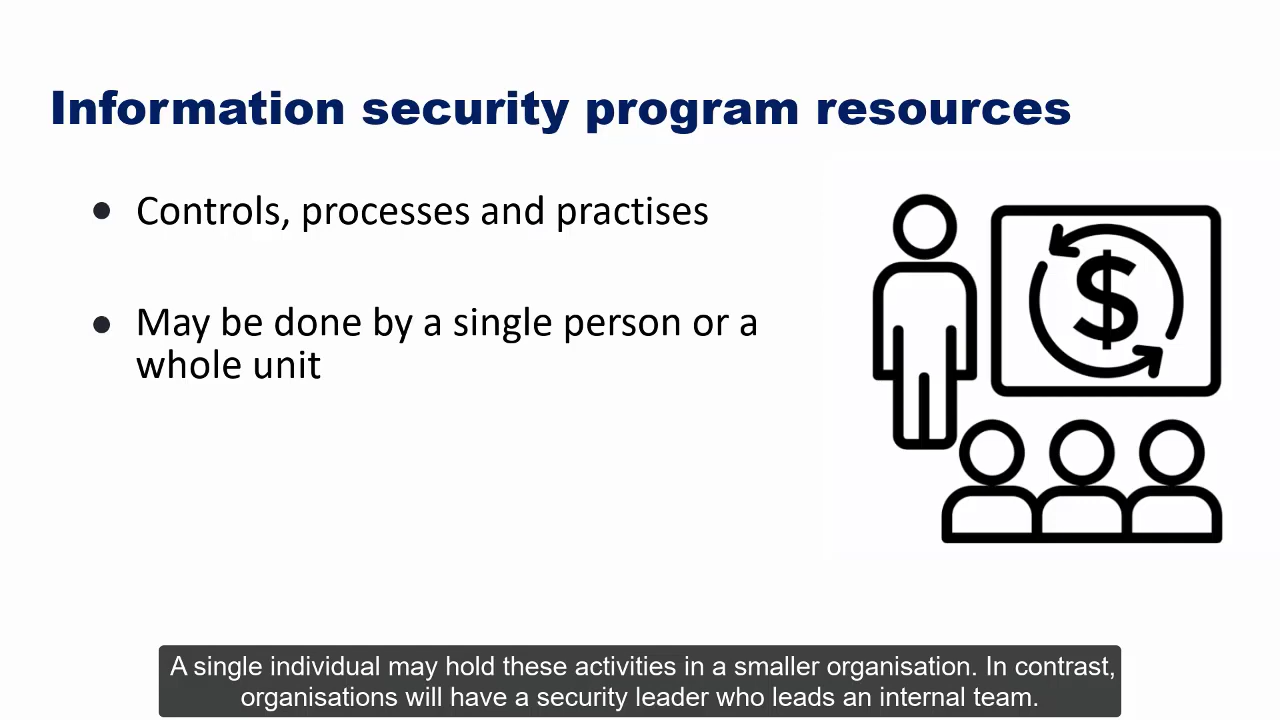 Information security program resources
• Controls, processes and practises
• May be done by a single person or a
whole unit
$
A single individual may hold these activities in a smaller organisation. In contrast,
organisations will have a security leader who leads an internal team.